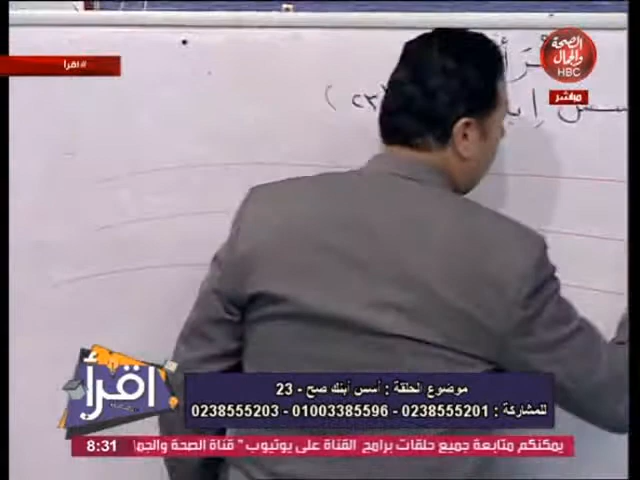 الصحة
والجمال
HBC
مباشر
#اقرأ
(٢٣)
اقرأ
موضوع الحلقة : أسس أبنك صح - 23
للمشاركة : 0238555201 - 01003385596 - 0238555203
8:31
يمكنكم متابعة جميع حلقات برامج القناة على يوتيوب " قناة الصحة والجما